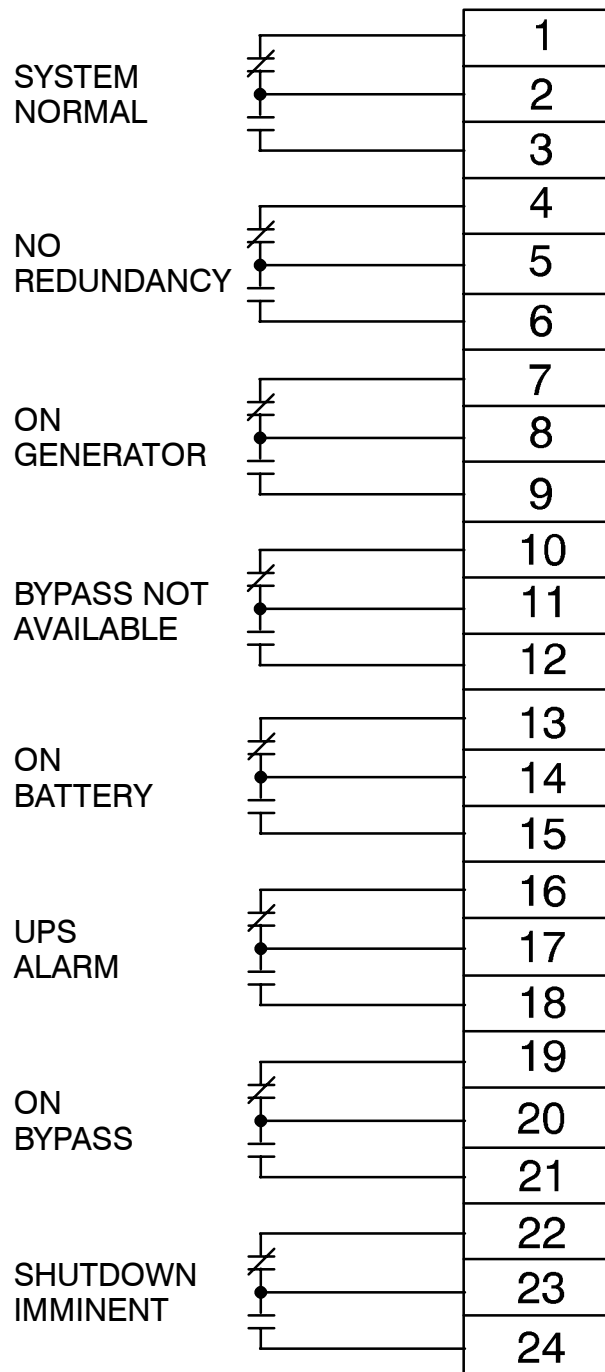 1
SYSTEM
NORMAL
2
3
4
NO
REDUNDANCY
5
6
7
ON
GENERATOR
8
9
10
BYPASS NOT
AVAILABLE
11
12
13
ON
BATTERY
14
15
16
UPS
ALARM
17
18
19
ON
BYPASS
20
21
22
SHUTDOWN
IMMINENT
23
24